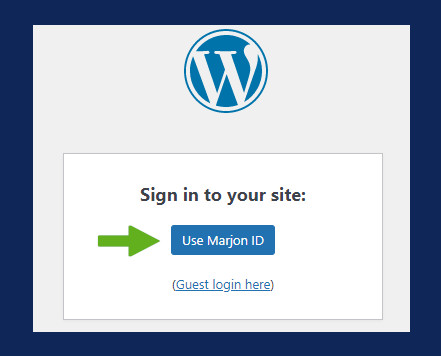 Sign in to your site:
Use Marjon ID
(Guest login here)